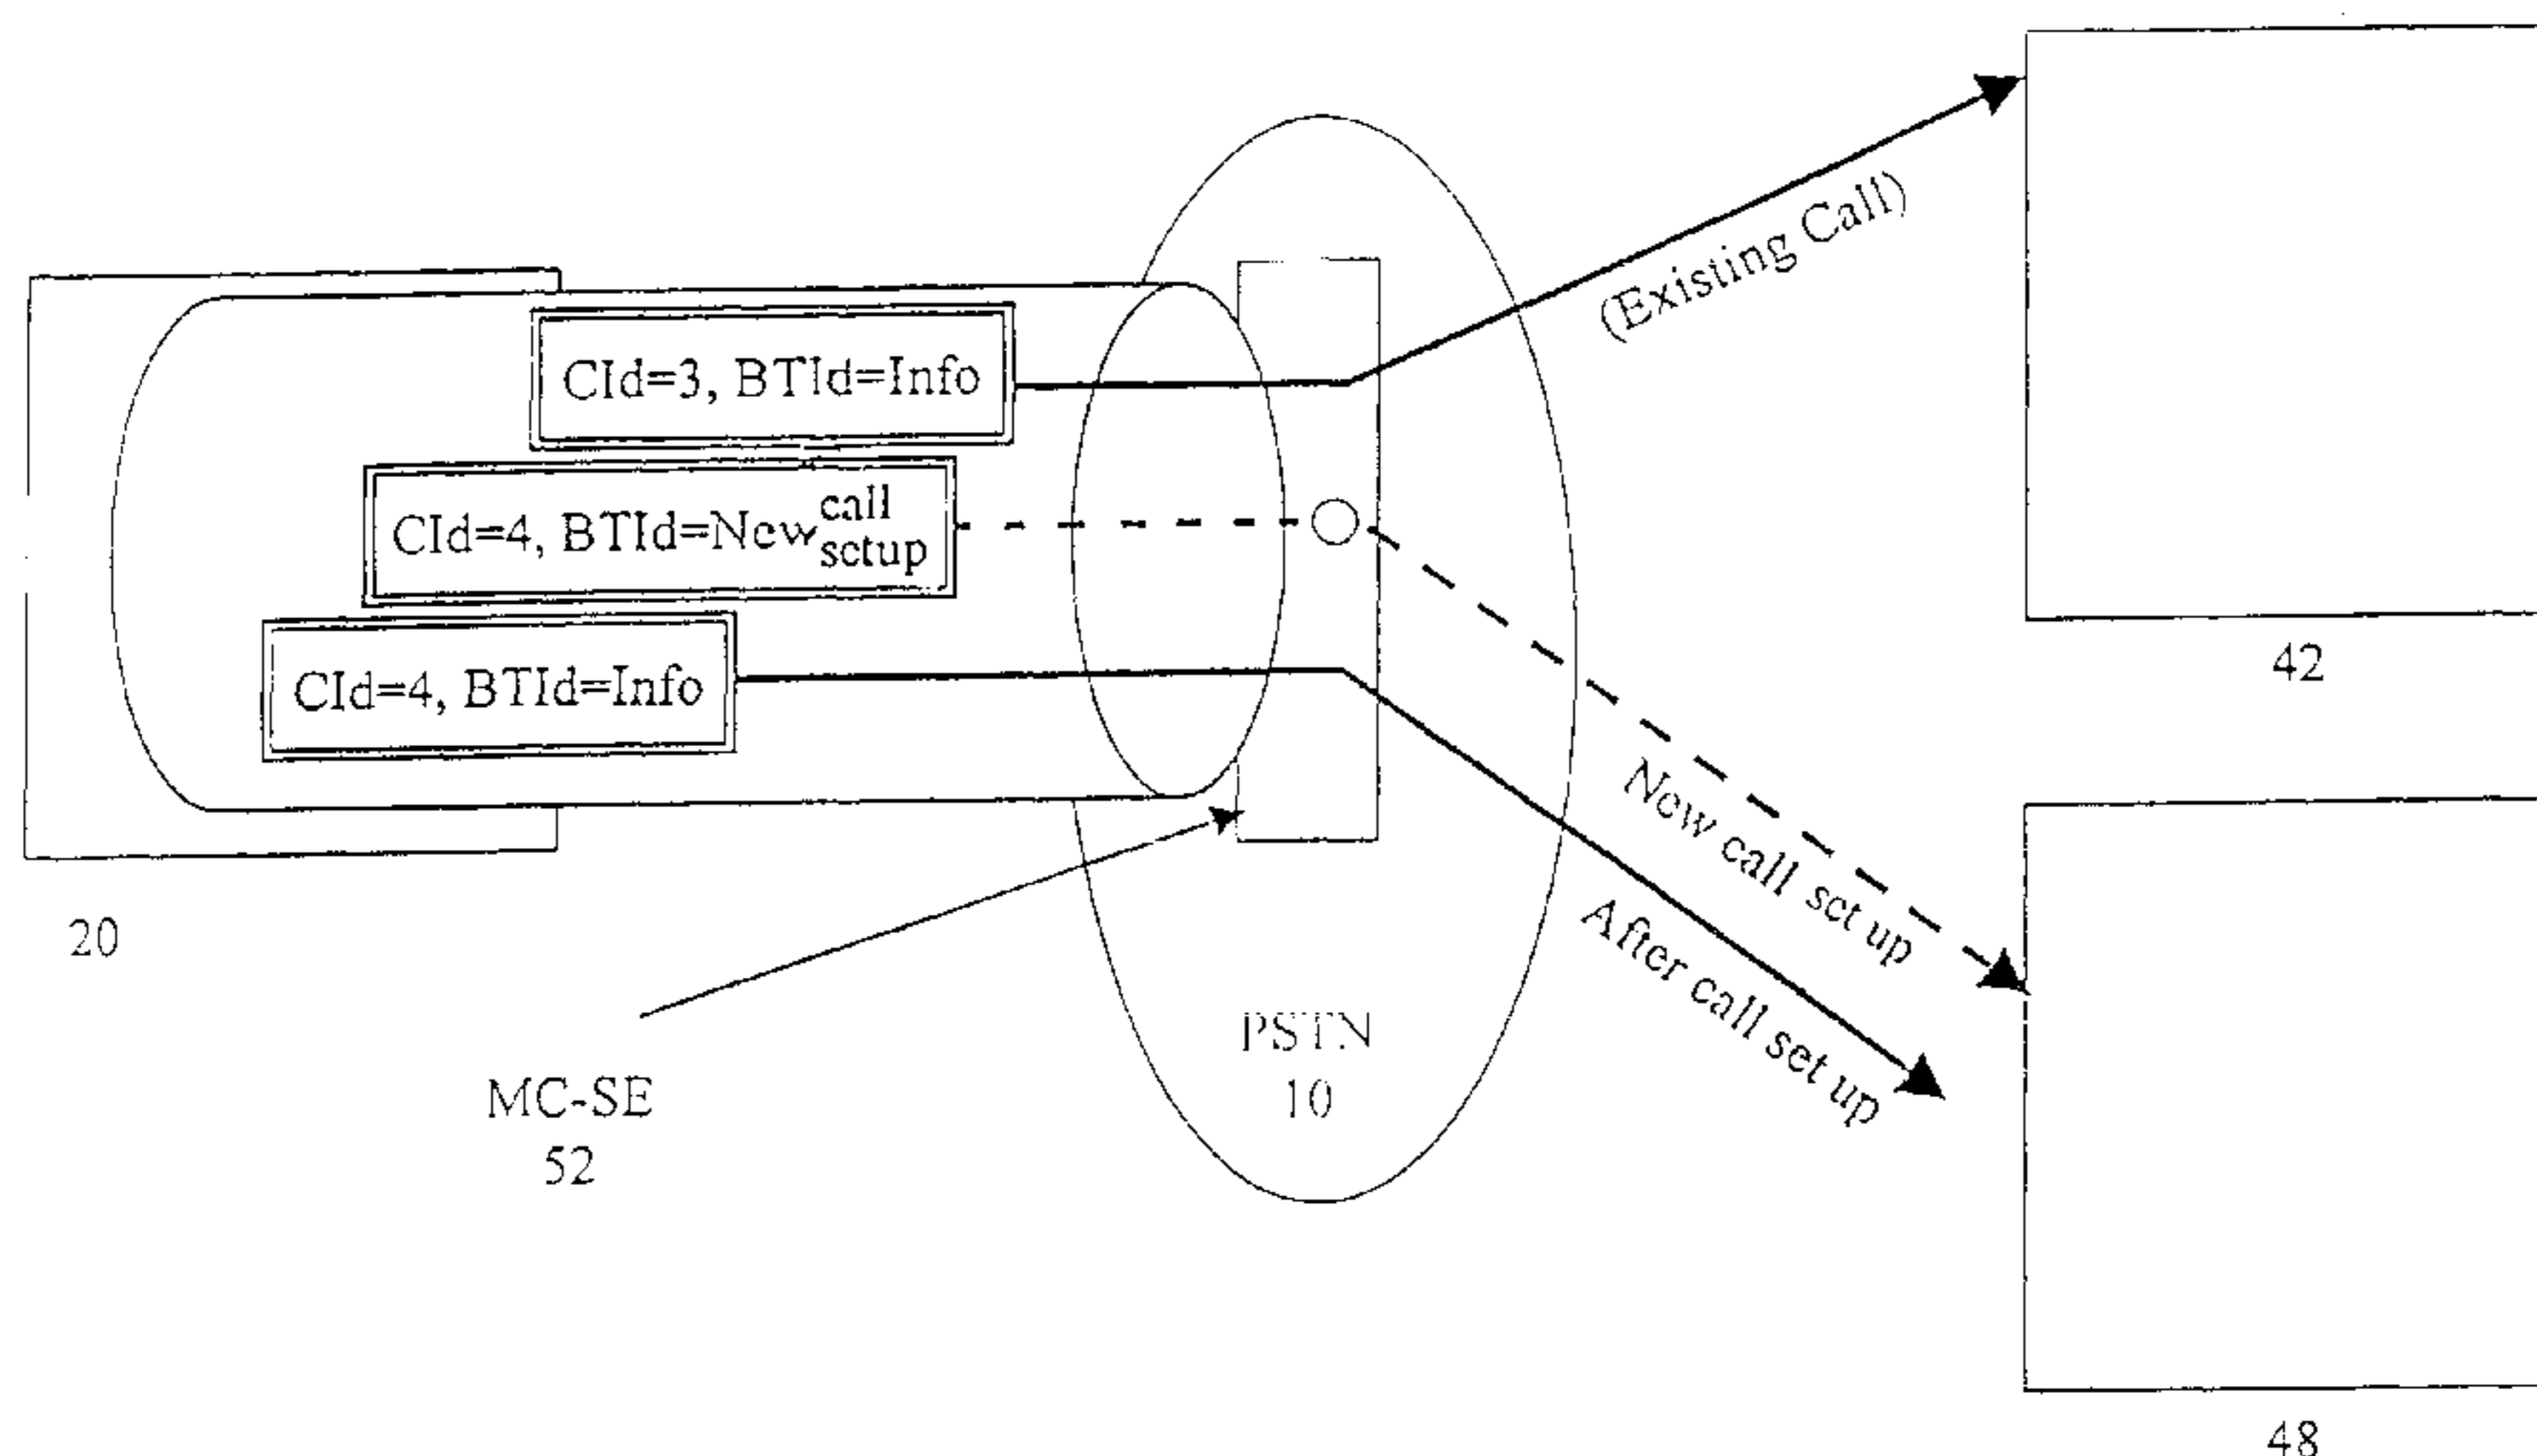 (Existing Call)
CId=3, BTId=Info
CId=4, BTId=New call setup
CId=4, BTId=Info
42
New call set up
After call set up
20
PSTN
10
MC-SE
52
48